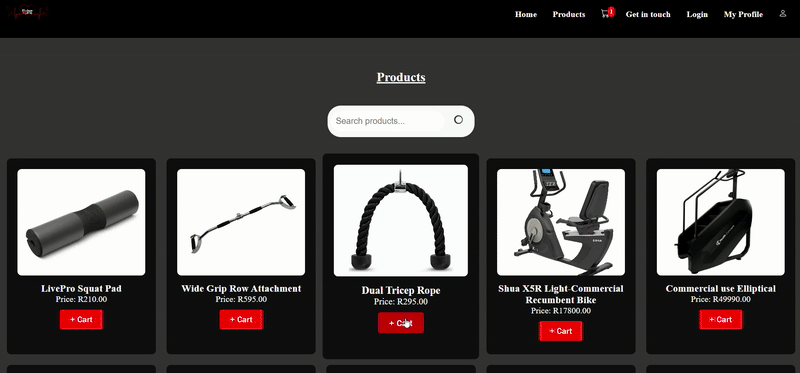 Home Products 1 Get in touch Login My Profile
Products
Search products...
LivePro Squat Pad
Price: R210.00
+ Cart
Wide Grip Row Attachment
Price: R595.00
+ Cart
Dual Tricep Rope
Price: R295.00
+ Cart
Shua X5R Light-Commercial
Recumbent Bike
Price: R17800.00
+ Cart
Commercial use Elliptical
Price: R49990.00
+ Cart